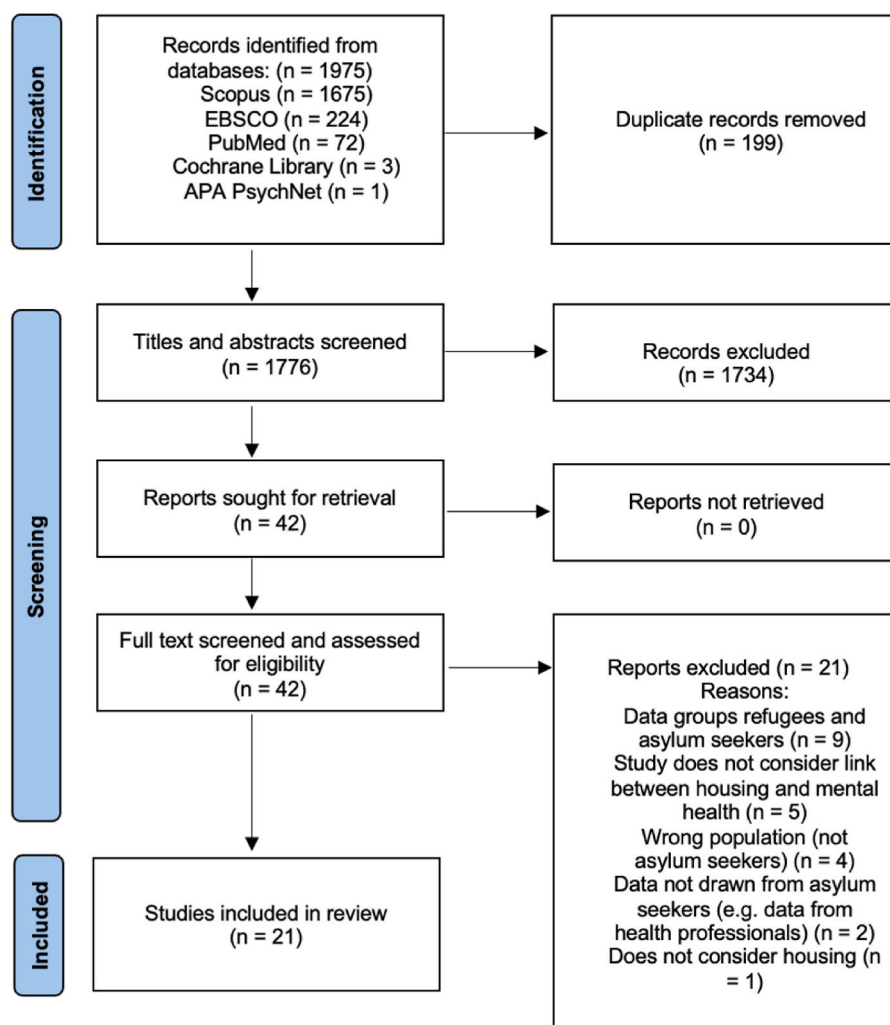 Identification
Records identified from
databases: (n = 1975)
Scopus = 1675)
EBSCO (n = 224)
PubMed (n = 72)
Cochrane Library (n = 3)
APA PsychNet (n = 1)
Duplicate records removed
(n = 199)
Screening
Titles and abstracts screened
(n = 1776)
Records excluded
(n = 1734)
Reports sought for retrieval
(n = 42)
Reports not retrieved
(n = 0)
Full text screened and assessed
for eligibility
(n = 42)
Reports excluded (n = 21)
Reasons:
Data groups refugees and
asylum seekers (n = 9)
Study does not consider link
between housing and mental
health (n = 5)
Wrong population (not
asylum seekers) (n = 4)
Data not drawn from asylum
seekers (e.g. data from
health professionals) (n = 2)
Does not consider housing (n
= 1)
Included
Studies included in review
(n = 21)